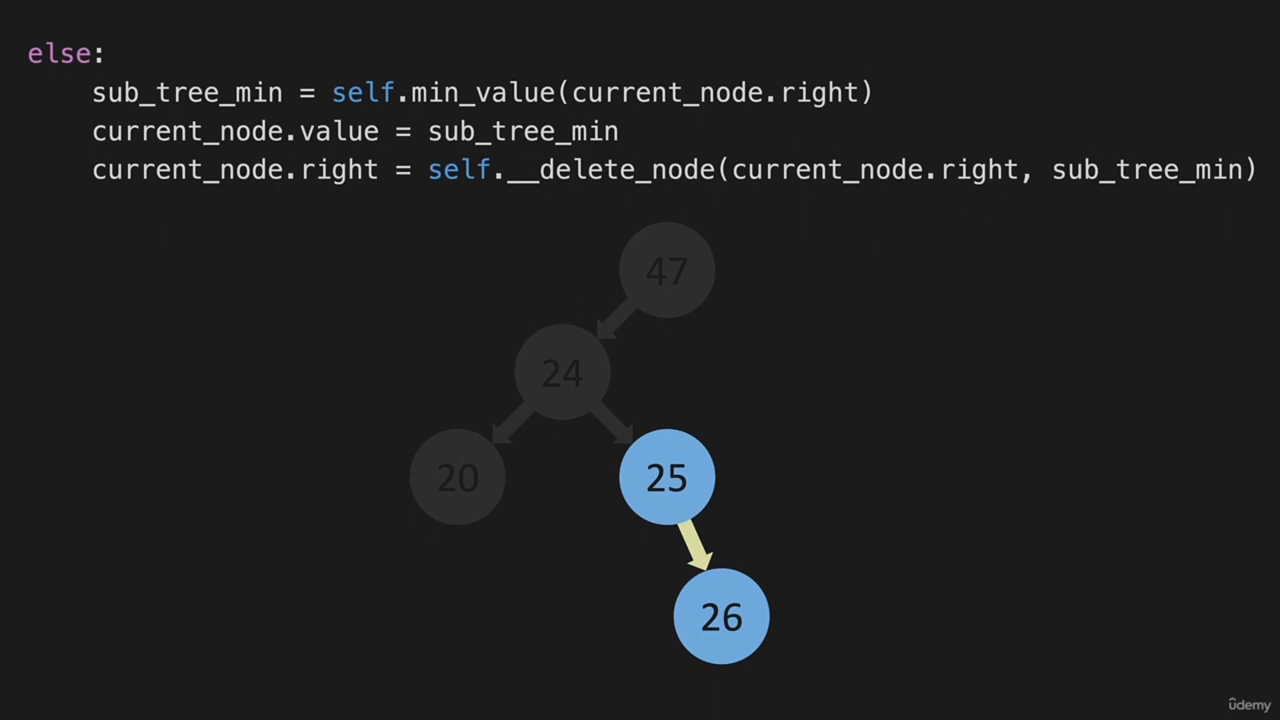 else:
    sub_tree_min = self.min_value(current_node.right)
    current_node.value = sub_tree_min
    current_node.right = self.__delete_node(current_node.right, sub_tree_min)
47
24
20
25
26
ûdemy